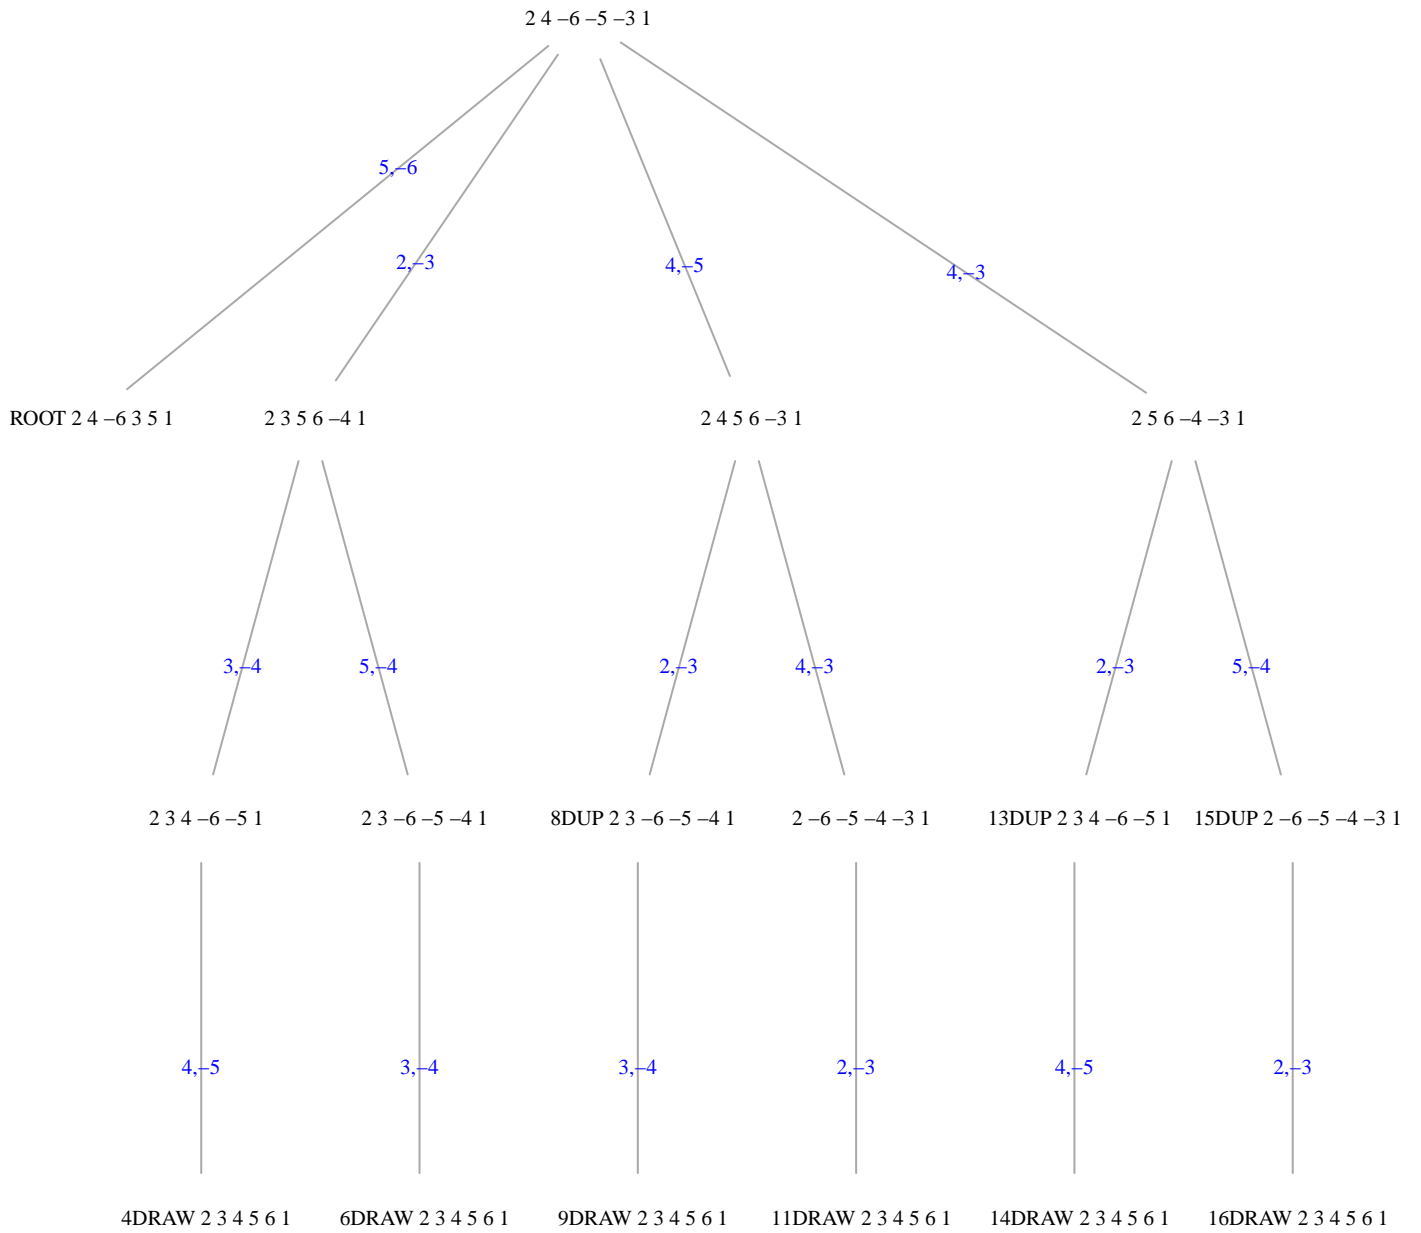 2 4 –6 –5 –3 1
5,–6
2,–3
4,–5
4,–3
ROOT 2 4 –6 3 5 1
2 3 5 6 –4 1
2 4 5 6 –3 1
2 5 6 –4 –3 1
3,–4
5,–4
2,–3
4,–3
2,–3
5,–4
2 3 4 –6 –5 1
2 3 –6 –5 –4 1
8DUP 2 3 –6 –5 –4 1
2 –6 –5 –4 –3 1
13DUP 2 3 4 –6 –5 1
15DUP 2 –6 –5 –4 –3 1
4,–5
3,–4
3,–4
2,–3
4,–5
2,–3
4DRAW 2 3 4 5 6 1
6DRAW 2 3 4 5 6 1
9DRAW 2 3 4 5 6 1
11DRAW 2 3 4 5 6 1
14DRAW 2 3 4 5 6 1
16DRAW 2 3 4 5 6 1